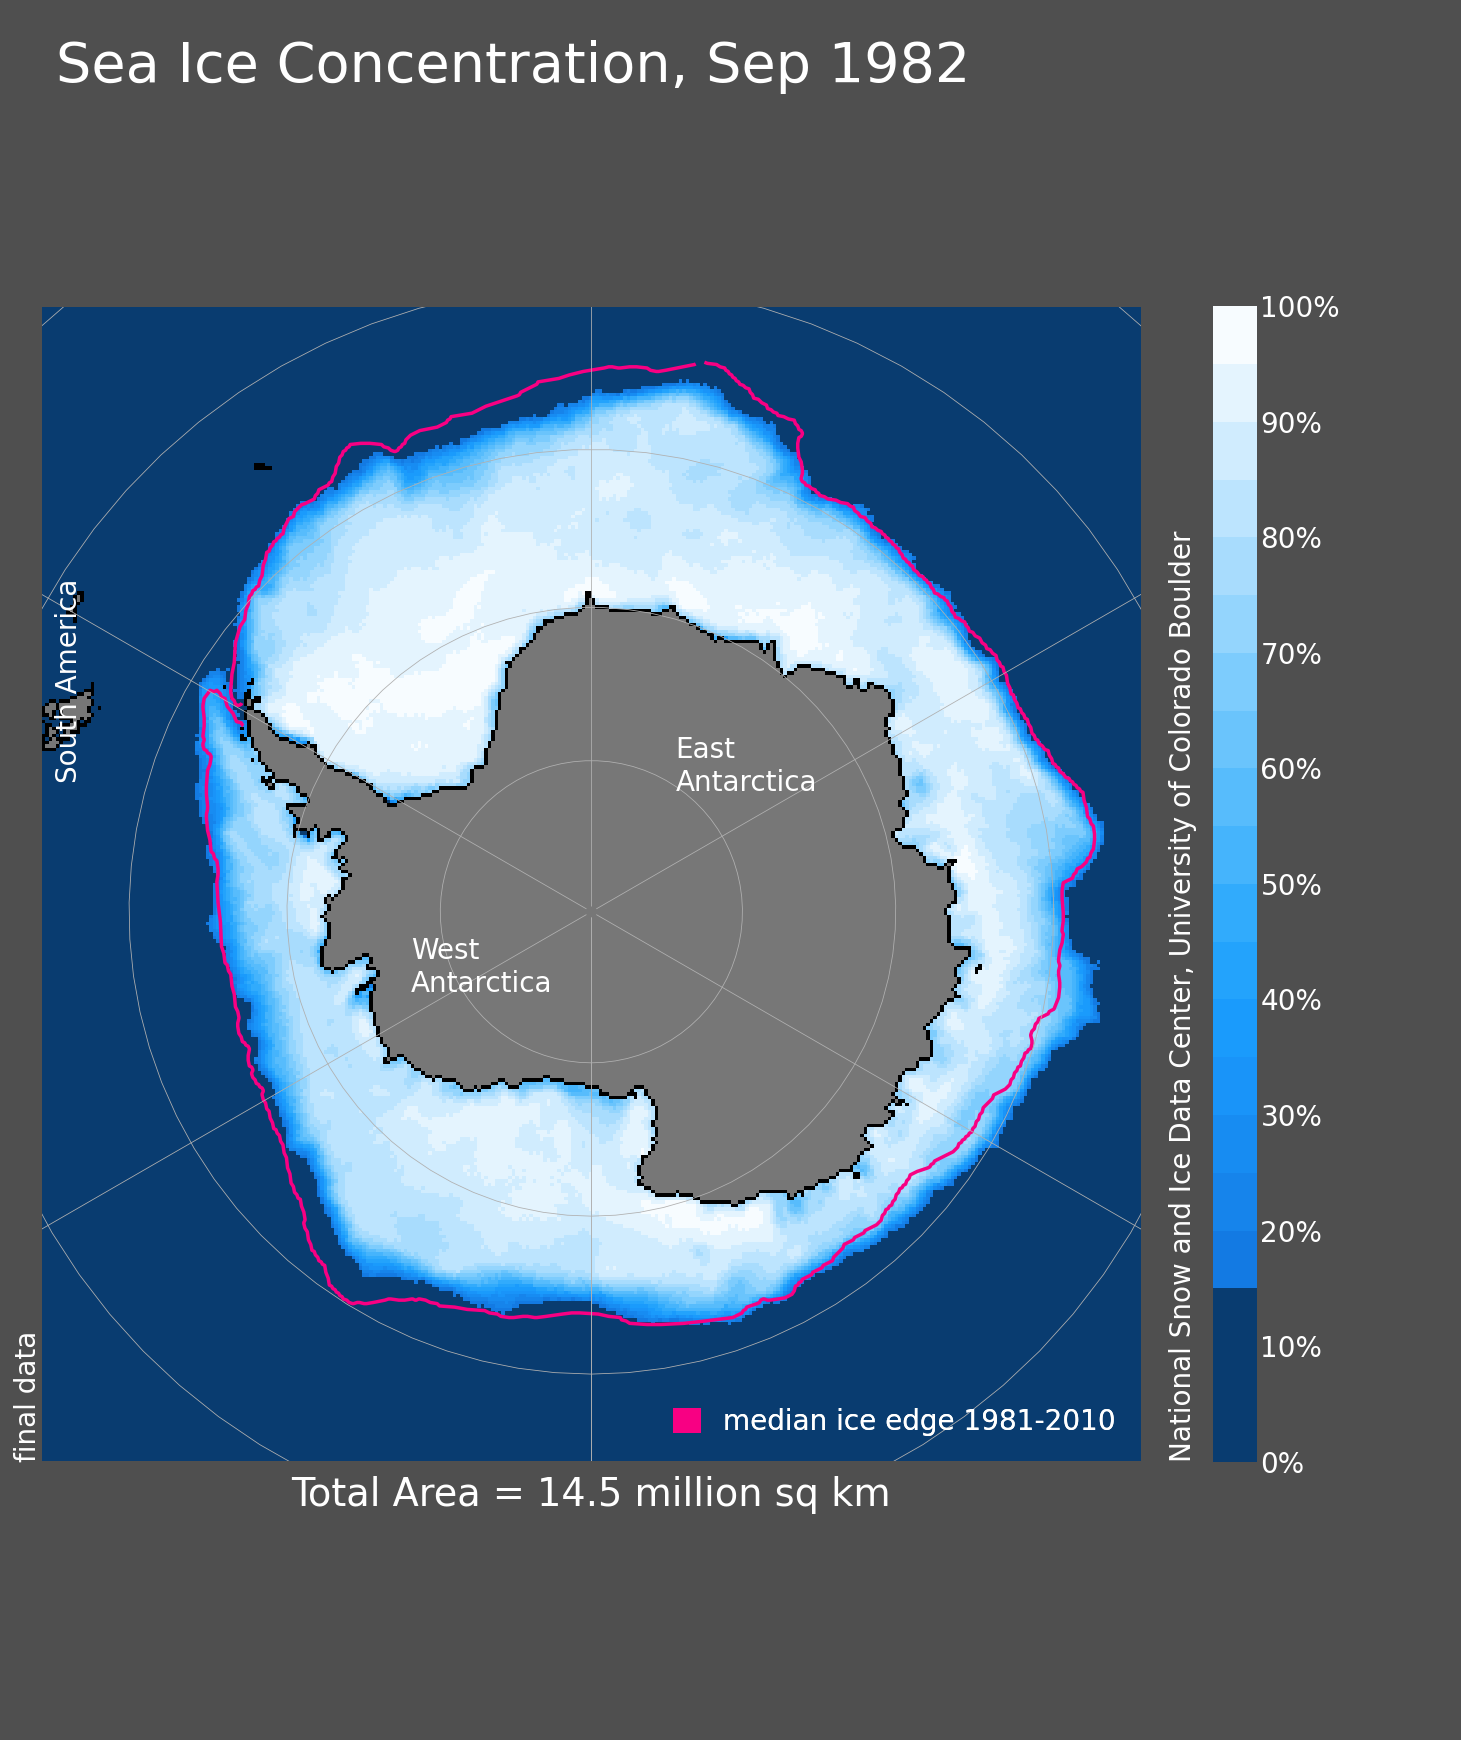 Sea Ice Concentration, Sep 1982
South America
East
Antarctica
West
Antarctica
median ice edge 1981-2010
final data
Total Area = 14.5 million sq km
National Snow and Ice Data Center, University of Colorado Boulder
100%
90%
80%
70%
60%
50%
40%
30%
20%
10%
0%